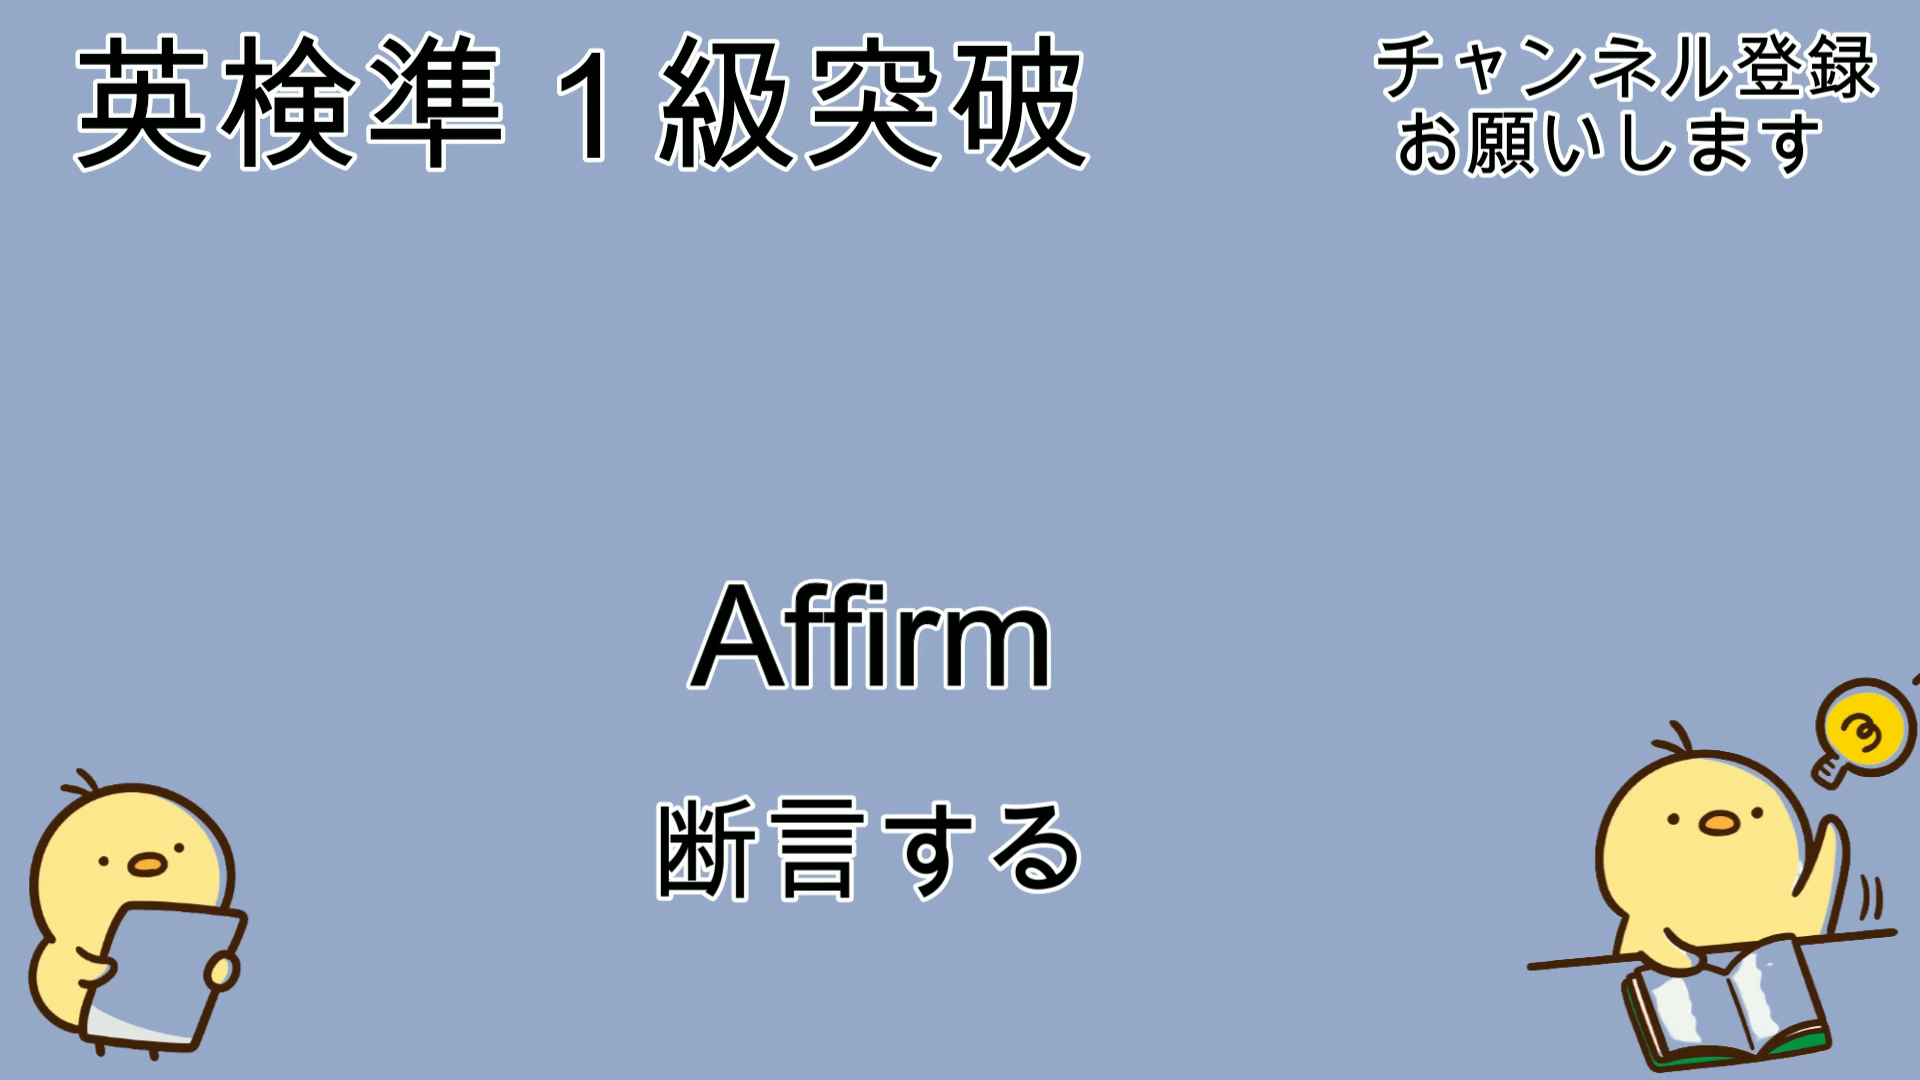 英検準１級突破
チャンネル登録
お願いします
Affirm
断言する